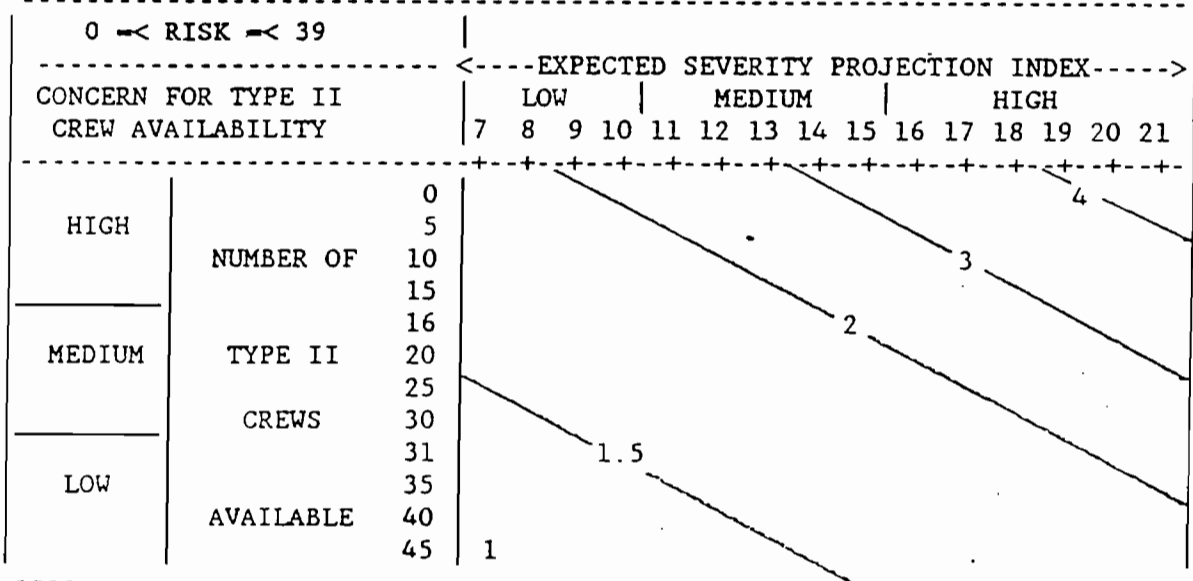 0 =< RISK =< 39
<----EXPECTED SEVERITY PROJECTION INDEX----->
CONCERN FOR TYPE II | LOW | MEDIUM | HIGH
CREW AVAILABILITY | 7 8 9 10 11 12 13 14 15 16 17 18 19 20 21
0 4
HIGH 5
NUMBER OF 10 3
15
16 2
MEDIUM TYPE II 20
25
CREWS 30
31 1.5
LOW 35
AVAILABLE 40
45 1